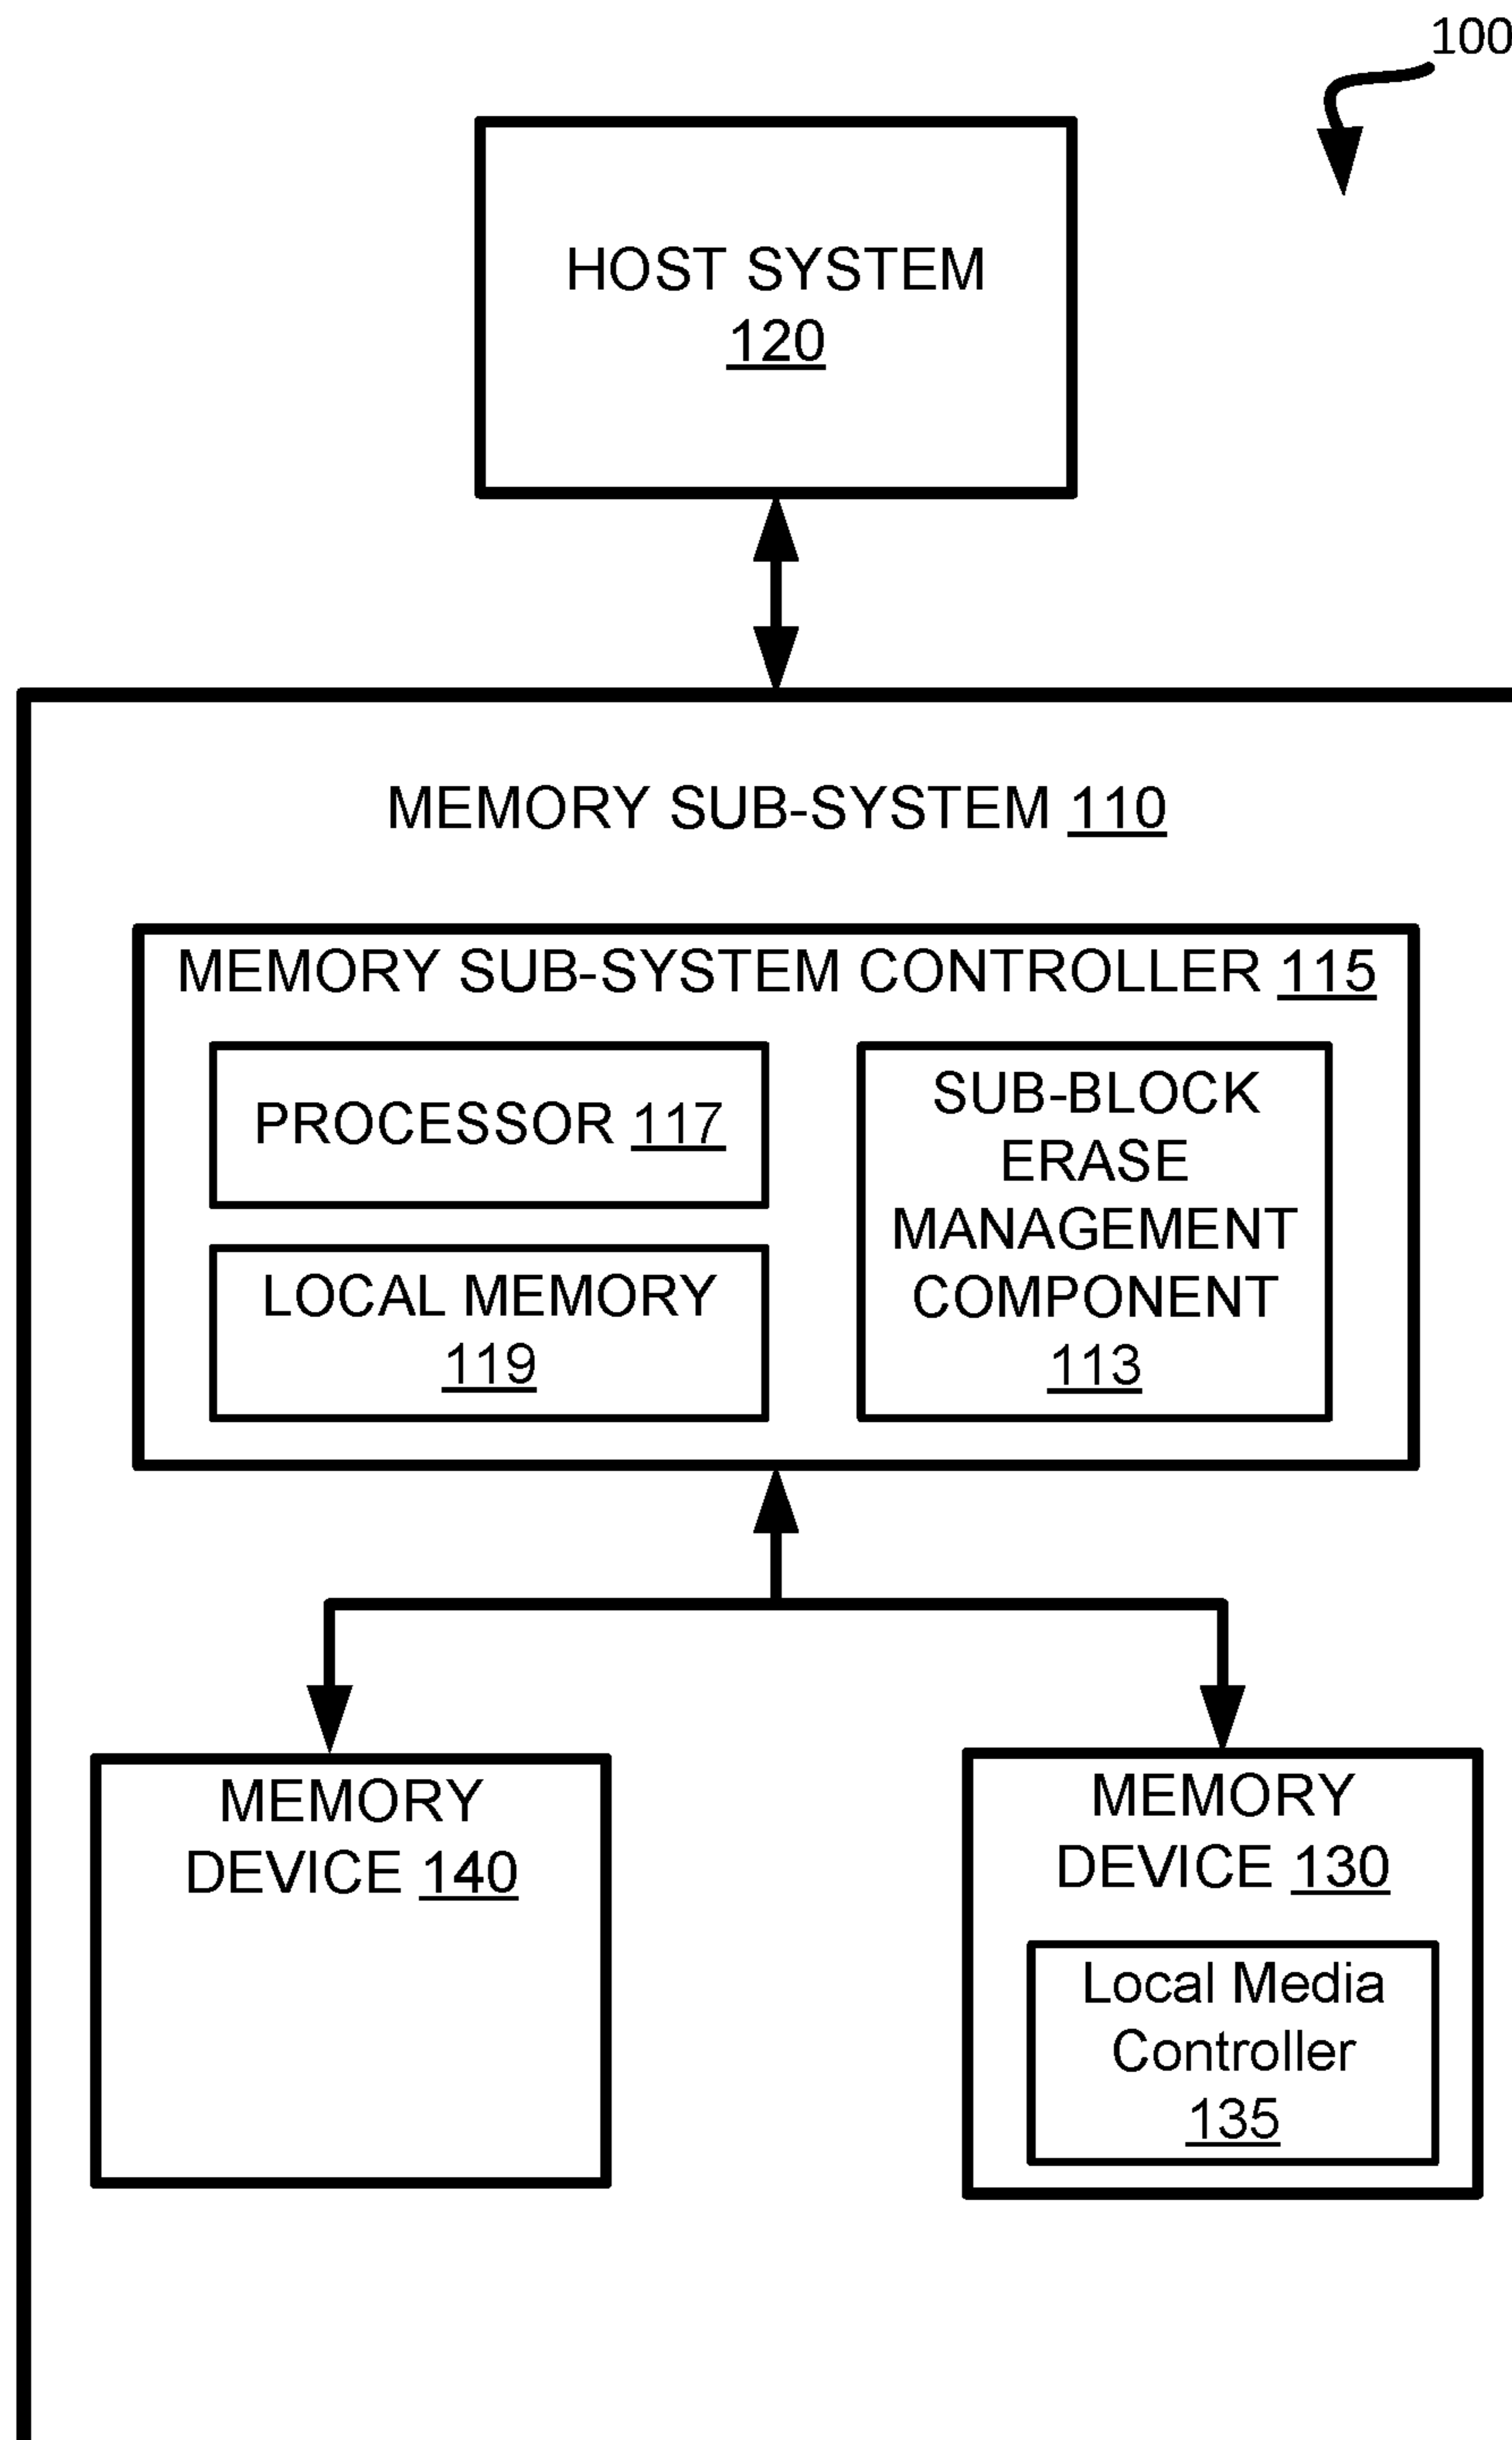 100
HOST SYSTEM
120
MEMORY SUB-SYSTEM 110
MEMORY SUB-SYSTEM CONTROLLER 115
PROCESSOR 117
LOCAL MEMORY
119
SUB-BLOCK
ERASE
MANAGEMENT
COMPONENT
113
MEMORY
DEVICE 140
MEMORY
DEVICE 130
Local Media
Controller
135